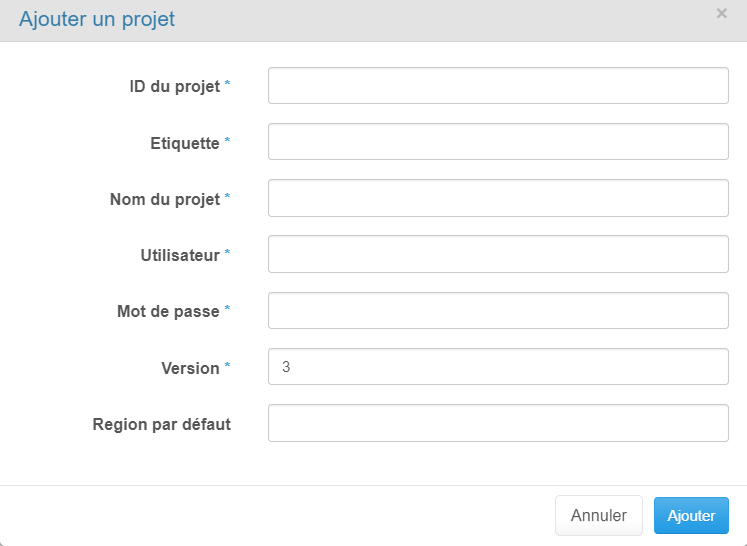 Ajouter un projet ×
ID du projet *
Etiquette *
Nom du projet *
Utilisateur *
Mot de passe *
Version * 3
Region par défaut
Annuler Ajouter